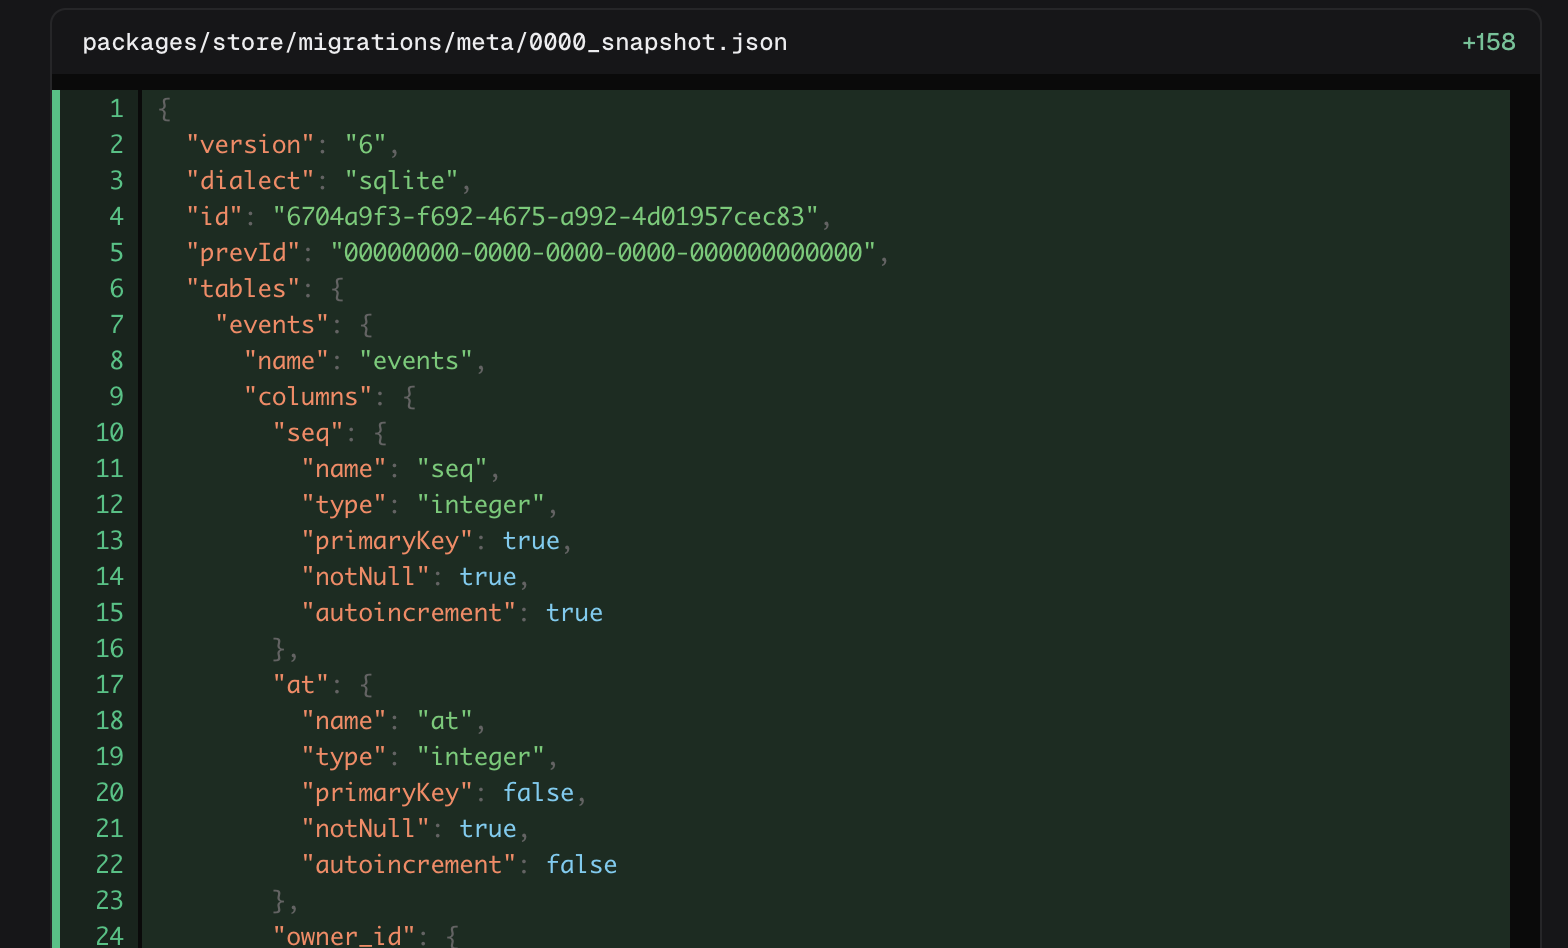 packages/store/migrations/meta/0000_snapshot.json +158
1 {
2   "version": "6",
3   "dialect": "sqlite",
4   "id": "6704a9f3-f692-4675-a992-4d01957cec83",
5   "prevId": "00000000-0000-0000-0000-000000000000",
6   "tables": {
7     "events": {
8       "name": "events",
9       "columns": {
10         "seq": {
11           "name": "seq",
12           "type": "integer",
13           "primaryKey": true,
14           "notNull": true,
15           "autoincrement": true
16         },
17         "at": {
18           "name": "at",
19           "type": "integer",
20           "primaryKey": false,
21           "notNull": true,
22           "autoincrement": false
23         },
24         "owner_id": {